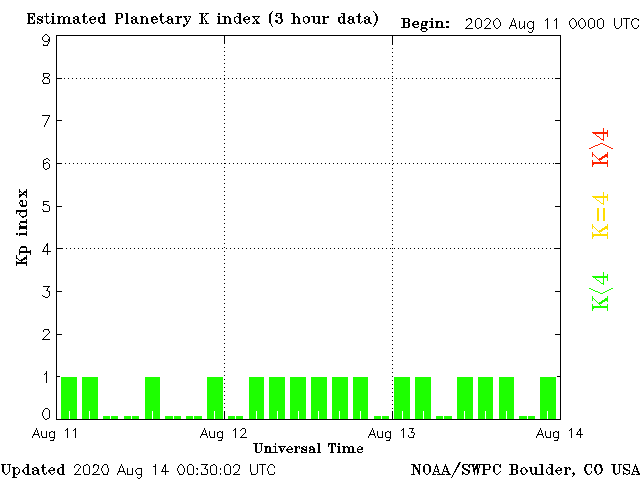 Estimated Planetary K index (3 hour data) Begin: 2020 Aug 11 0000 UTC
9
8
7
6
5
4
3
2
1
0
Kp index
K>4
K=4
K<4
Aug 11 Aug 12 Aug 13 Aug 14
Universal Time
Updated 2020 Aug 14 00:30:02 UTC NOAA/SWPC Boulder, CO USA